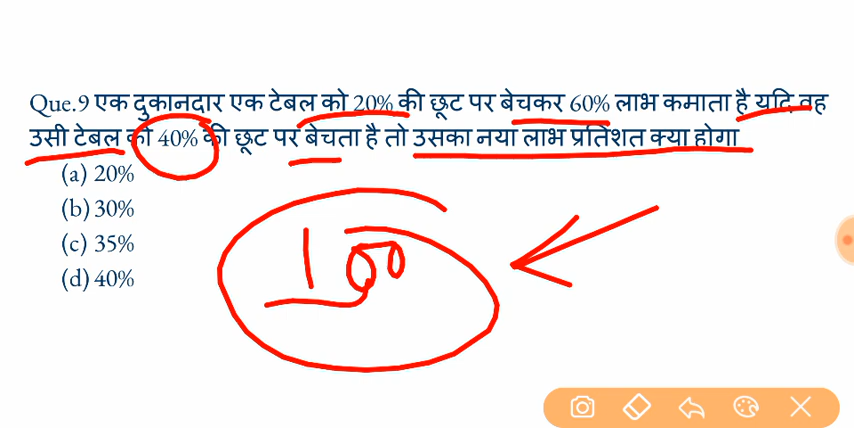 Que.9 एक दुकानदार एक टेबल को 20% की छूट पर बेचकर 60% लाभ कमाता है यदि वह
उसी टेबल को 40% की छूट पर बेचता है तो उसका नया लाभ प्रतिशत क्या होगा
(a) 20%
(b) 30%
(c) 35%
(d) 40%
100